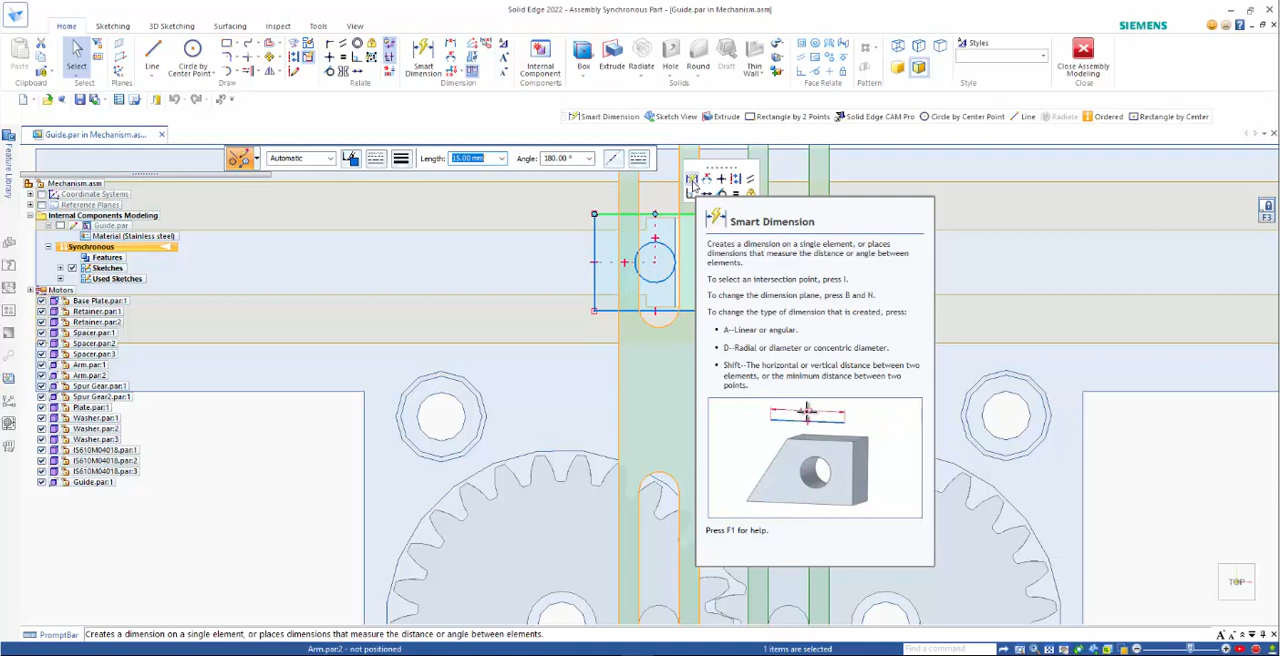 Solid Edge 2022 - Assembly Synchronous Part - [Guide.par in Mechanism.asm]
Home Sketching 3D Sketching Surfacing Inspect Tools View
SIEMENS
Paste
Clipboard
Select
Select
Planes
Line
Circle by Center Point
Draw
Relate
Smart Dimension
Dimension
Internal Component
Components
Box
Extrude
Radiate
Hole
Round
Draft
Thin Wall
Solids
Face Relate
Pattern
Styles
Style
Close Assembly Modeling
Close
Smart Dimension Sketch View Extrude Rectangle by 2 Points Solid Edge CAM Pro Circle by Center Point Line Radiate Ordered Rectangle by Center
Guide.par in Mechanism.as...
Feature Library
Automatic
Length: 15.00 mm
Angle: 180.00 °
Mechanism.asm
Coordinate Systems
Reference Planes
Internal Components Modeling
Guide.par
Material (Stainless steel)
Synchronous
Features
Sketches
Used Sketches
Motors
Base Plate.par:1
Retainer.par:1
Retainer.par:2
Spacer.par:1
Spacer.par:2
Spacer.par:3
Arm.par:1
Arm.par:2
Spur Gear.par:1
Spur Gear2.par:1
Plate.par:1
Washer.par:1
Washer.par:2
Washer.par:3
IS610M04018.par:1
IS610M04018.par:2
IS610M04018.par:3
Guide.par:1
F3
Smart Dimension
Creates a dimension on a single element, or places
dimensions that measure the distance or angle between
elements.
To select an intersection point, press I.
To change the dimension plane, press B and N.
To change the type of dimension that is created, press:
• A--Linear or angular.
• D--Radial or diameter or concentric diameter.
• Shift--The horizontal or vertical distance between two
elements, or the minimum distance between two
points.
Press F1 for help.
TOP
PromptBar
Creates a dimension on a single element, or places dimensions that measure the distance or angle between elements.
Arm.par:2 - not positioned
1 items are selected
Find a command